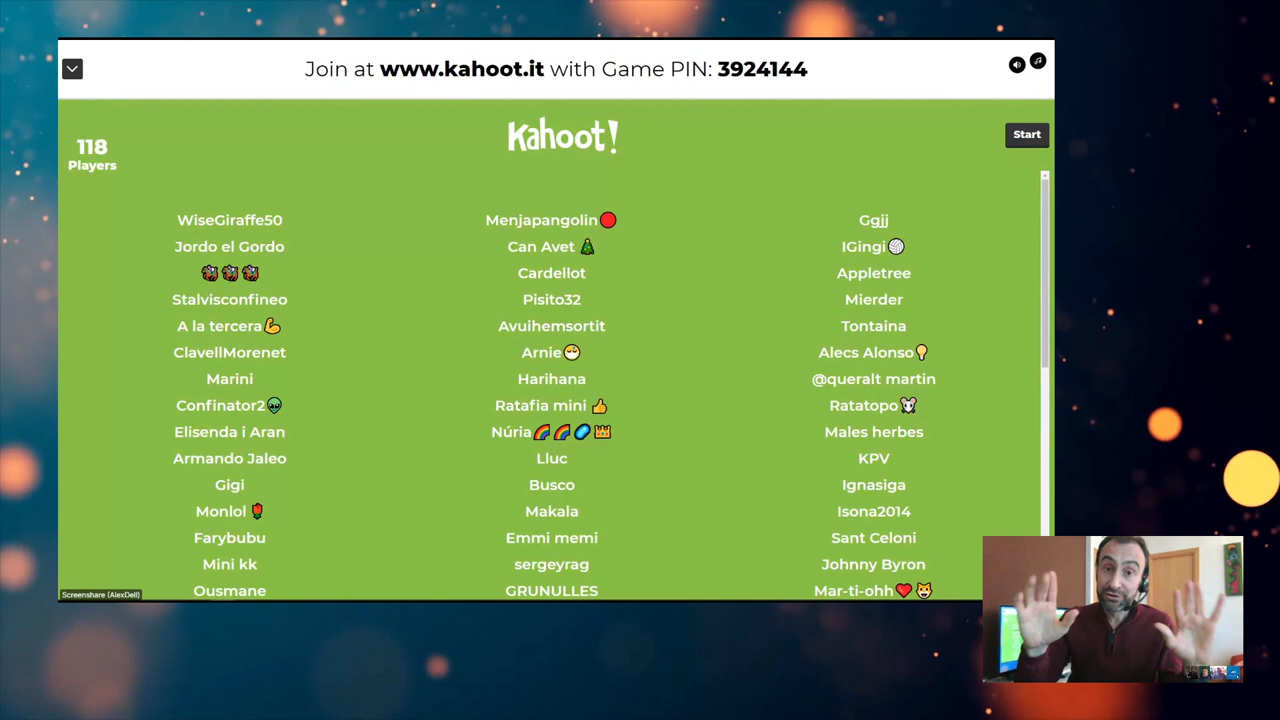 Join at www.kahoot.it with Game PIN: 3924144
118
Players
Kahoot!
Start
WiseGiraffe50
Menjapangolin
Ggjj
Jordo el Gordo
Can Avet
IGingi
Cardellot
Appletree
Stalvisconfineo
Pisito32
Mierder
A la tercera
Avuihemsortit
Tontaina
ClavellMorenet
Arnie
Alecs Alonso
Marini
Harihana
@queralt martin
Confinator2
Ratafia mini
Ratatopo
Elisenda i Aran
Núria
Males herbes
Armando Jaleo
Lluc
KPV
Gigi
Busco
Ignasiga
Monlol
Makala
Isona2014
Farybubu
Emmi memi
Sant Celoni
Mini kk
sergeyrag
Johnny Byron
Ousmane
GRUNULLES
Mar-ti-ohh
Screenshare (AlexDell)